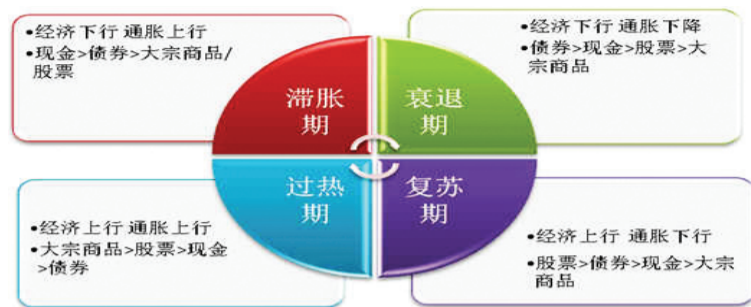 •经济下行 通胀上行
•现金>债券>大宗商品/
股票
•经济下行 通胀下降
•债券>现金>股票>大
宗商品
滞胀
期
衰退
期
过热
期
复苏
期
•经济上行 通胀上行
•大宗商品>股票>现金
>债券
•经济上行 通胀下行
•股票>债券>现金>大宗
商品